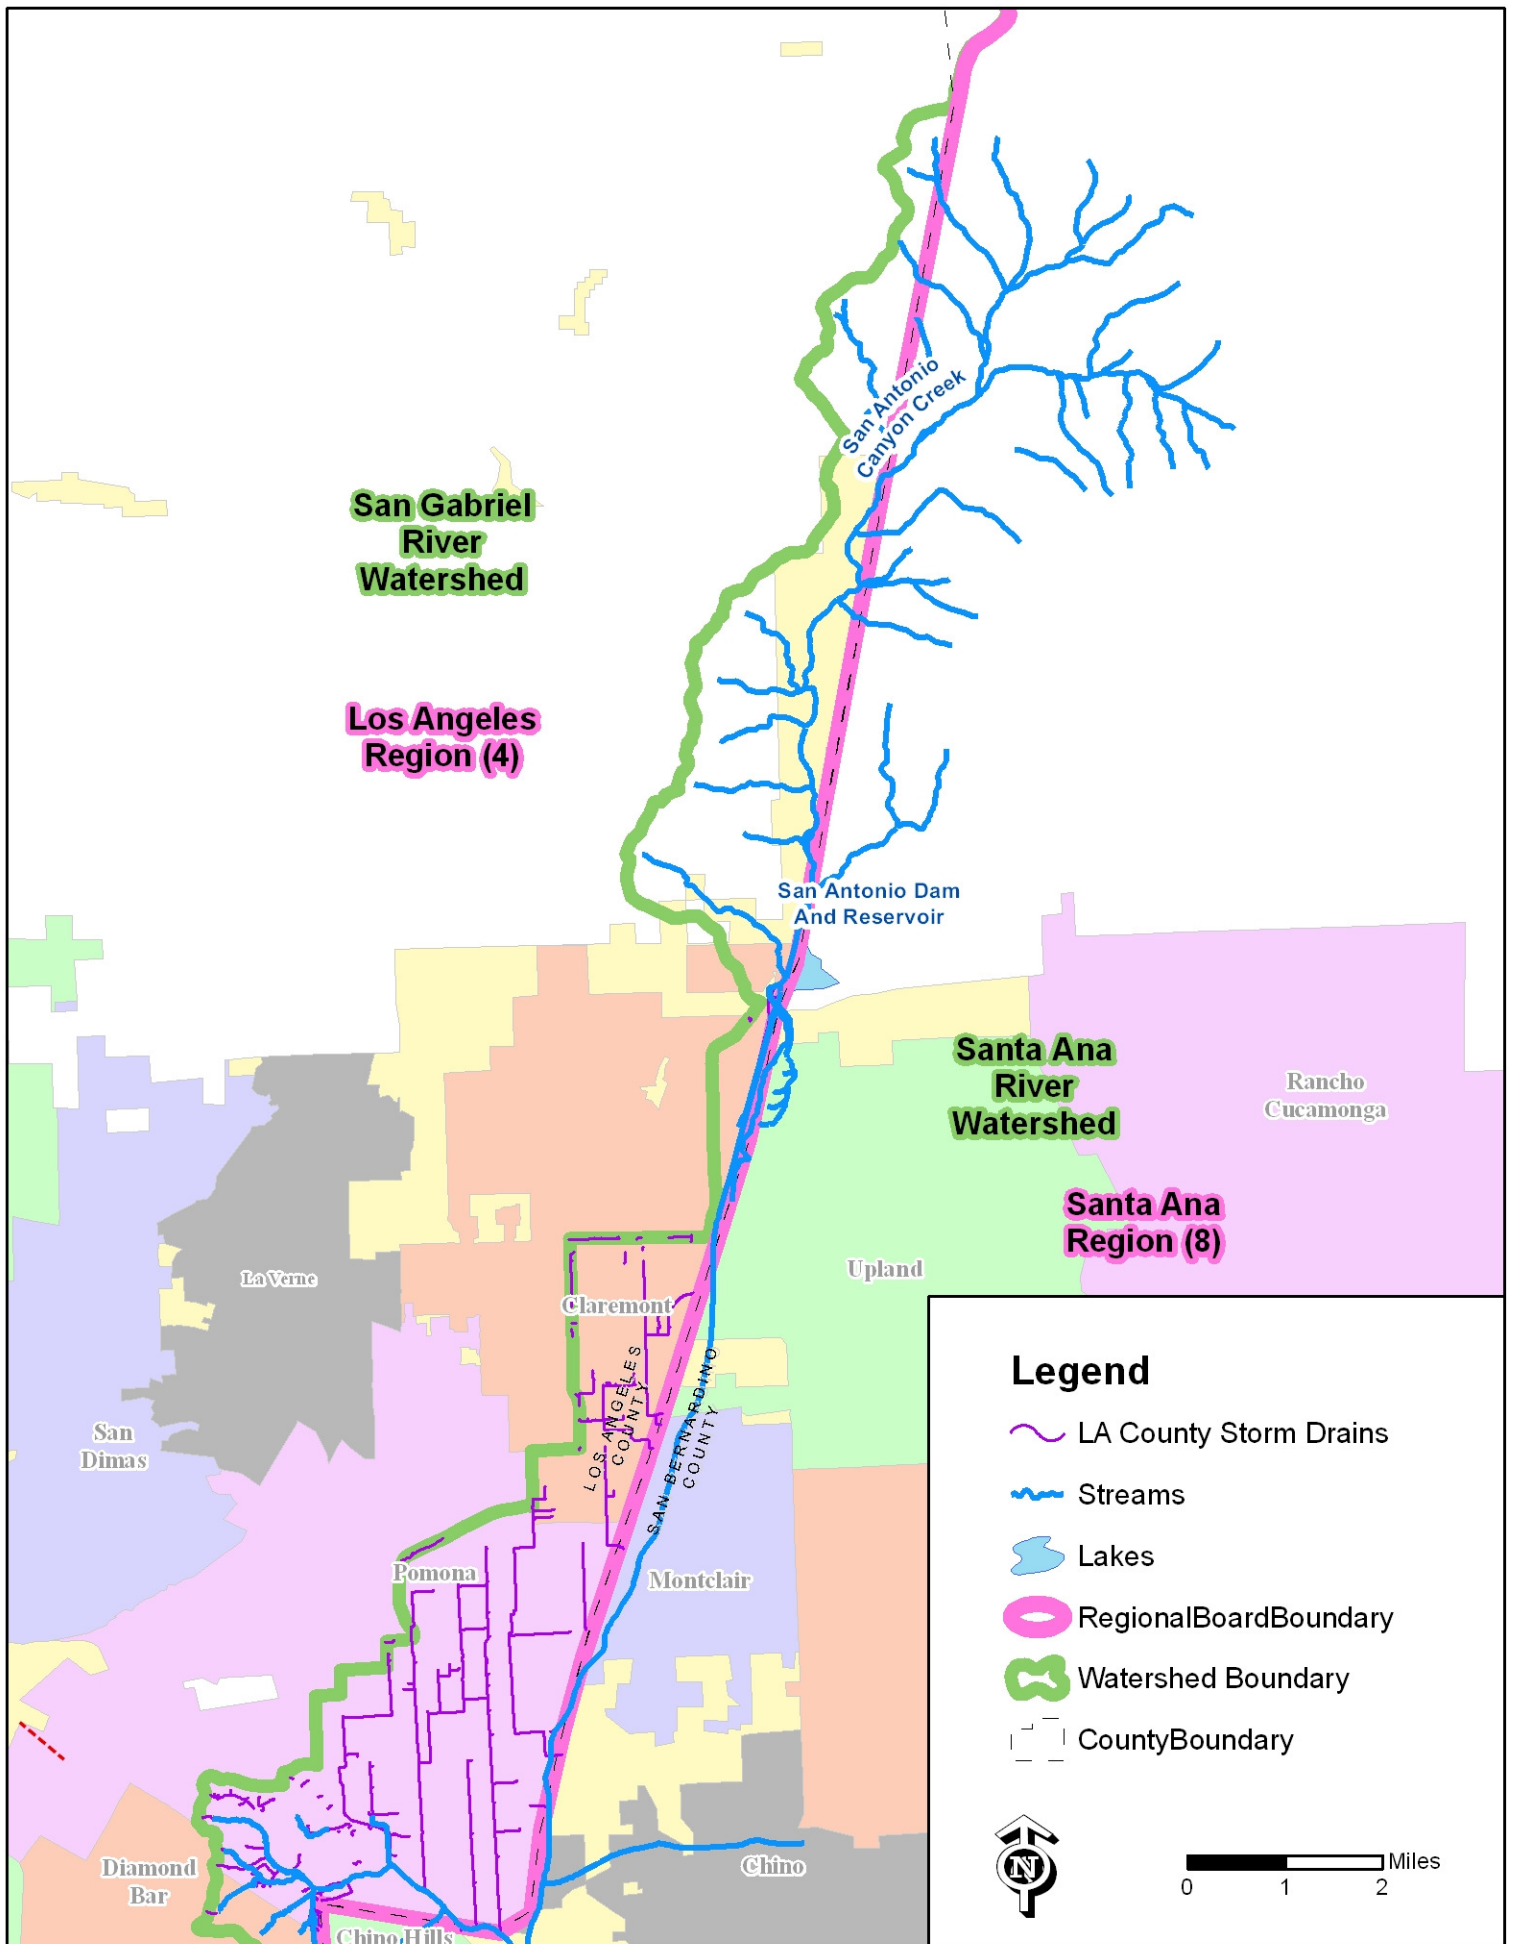 San Antonio
Canyon Creek
San Gabriel
River
Watershed
Los Angeles
Region (4)
San Antonio Dam
And Reservoir
Santa Ana
River
Watershed
Rancho
Cucamonga
Santa Ana
Region (8)
La Verne
Upland
Claremont
LOS ANGELES
COUNTY
SAN BERNARDINO
COUNTY
San
Dimas
Pomona
Montclair
Diamond
Bar
Chino
Chino Hills
Legend
LA County Storm Drains
Streams
Lakes
RegionalBoardBoundary
Watershed Boundary
CountyBoundary
N
Miles
0 1 2